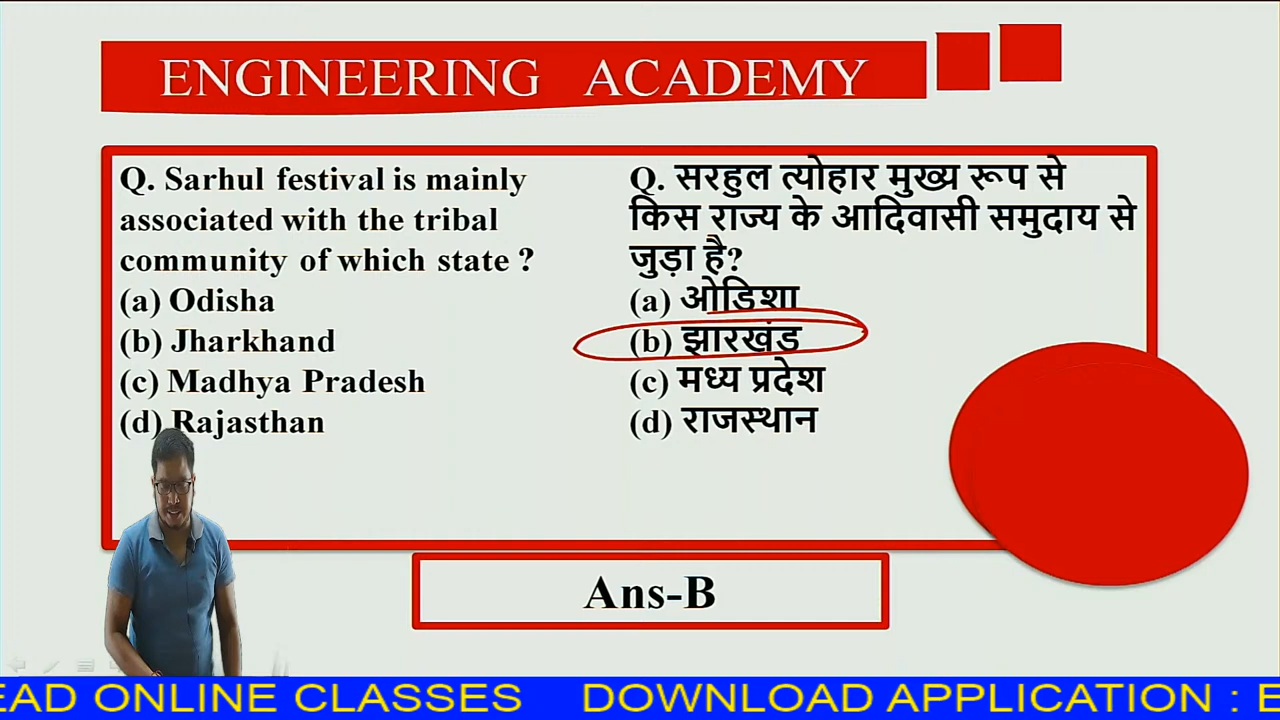 ENGINEERING ACADEMY
Q. Sarhul festival is mainly
associated with the tribal
community of which state ?
(a) Odisha
(b) Jharkhand
(c) Madhya Pradesh
(d) Rajasthan
Q. सरहुल त्योहार मुख्य रूप से
किस राज्य के आदिवासी समुदाय से
जुड़ा है?
(a) ओडिशा
(b) झारखंड
(c) मध्य प्रदेश
(d) राजस्थान
Ans-B
EAD ONLINE CLASSES DOWNLOAD APPLICATION : E